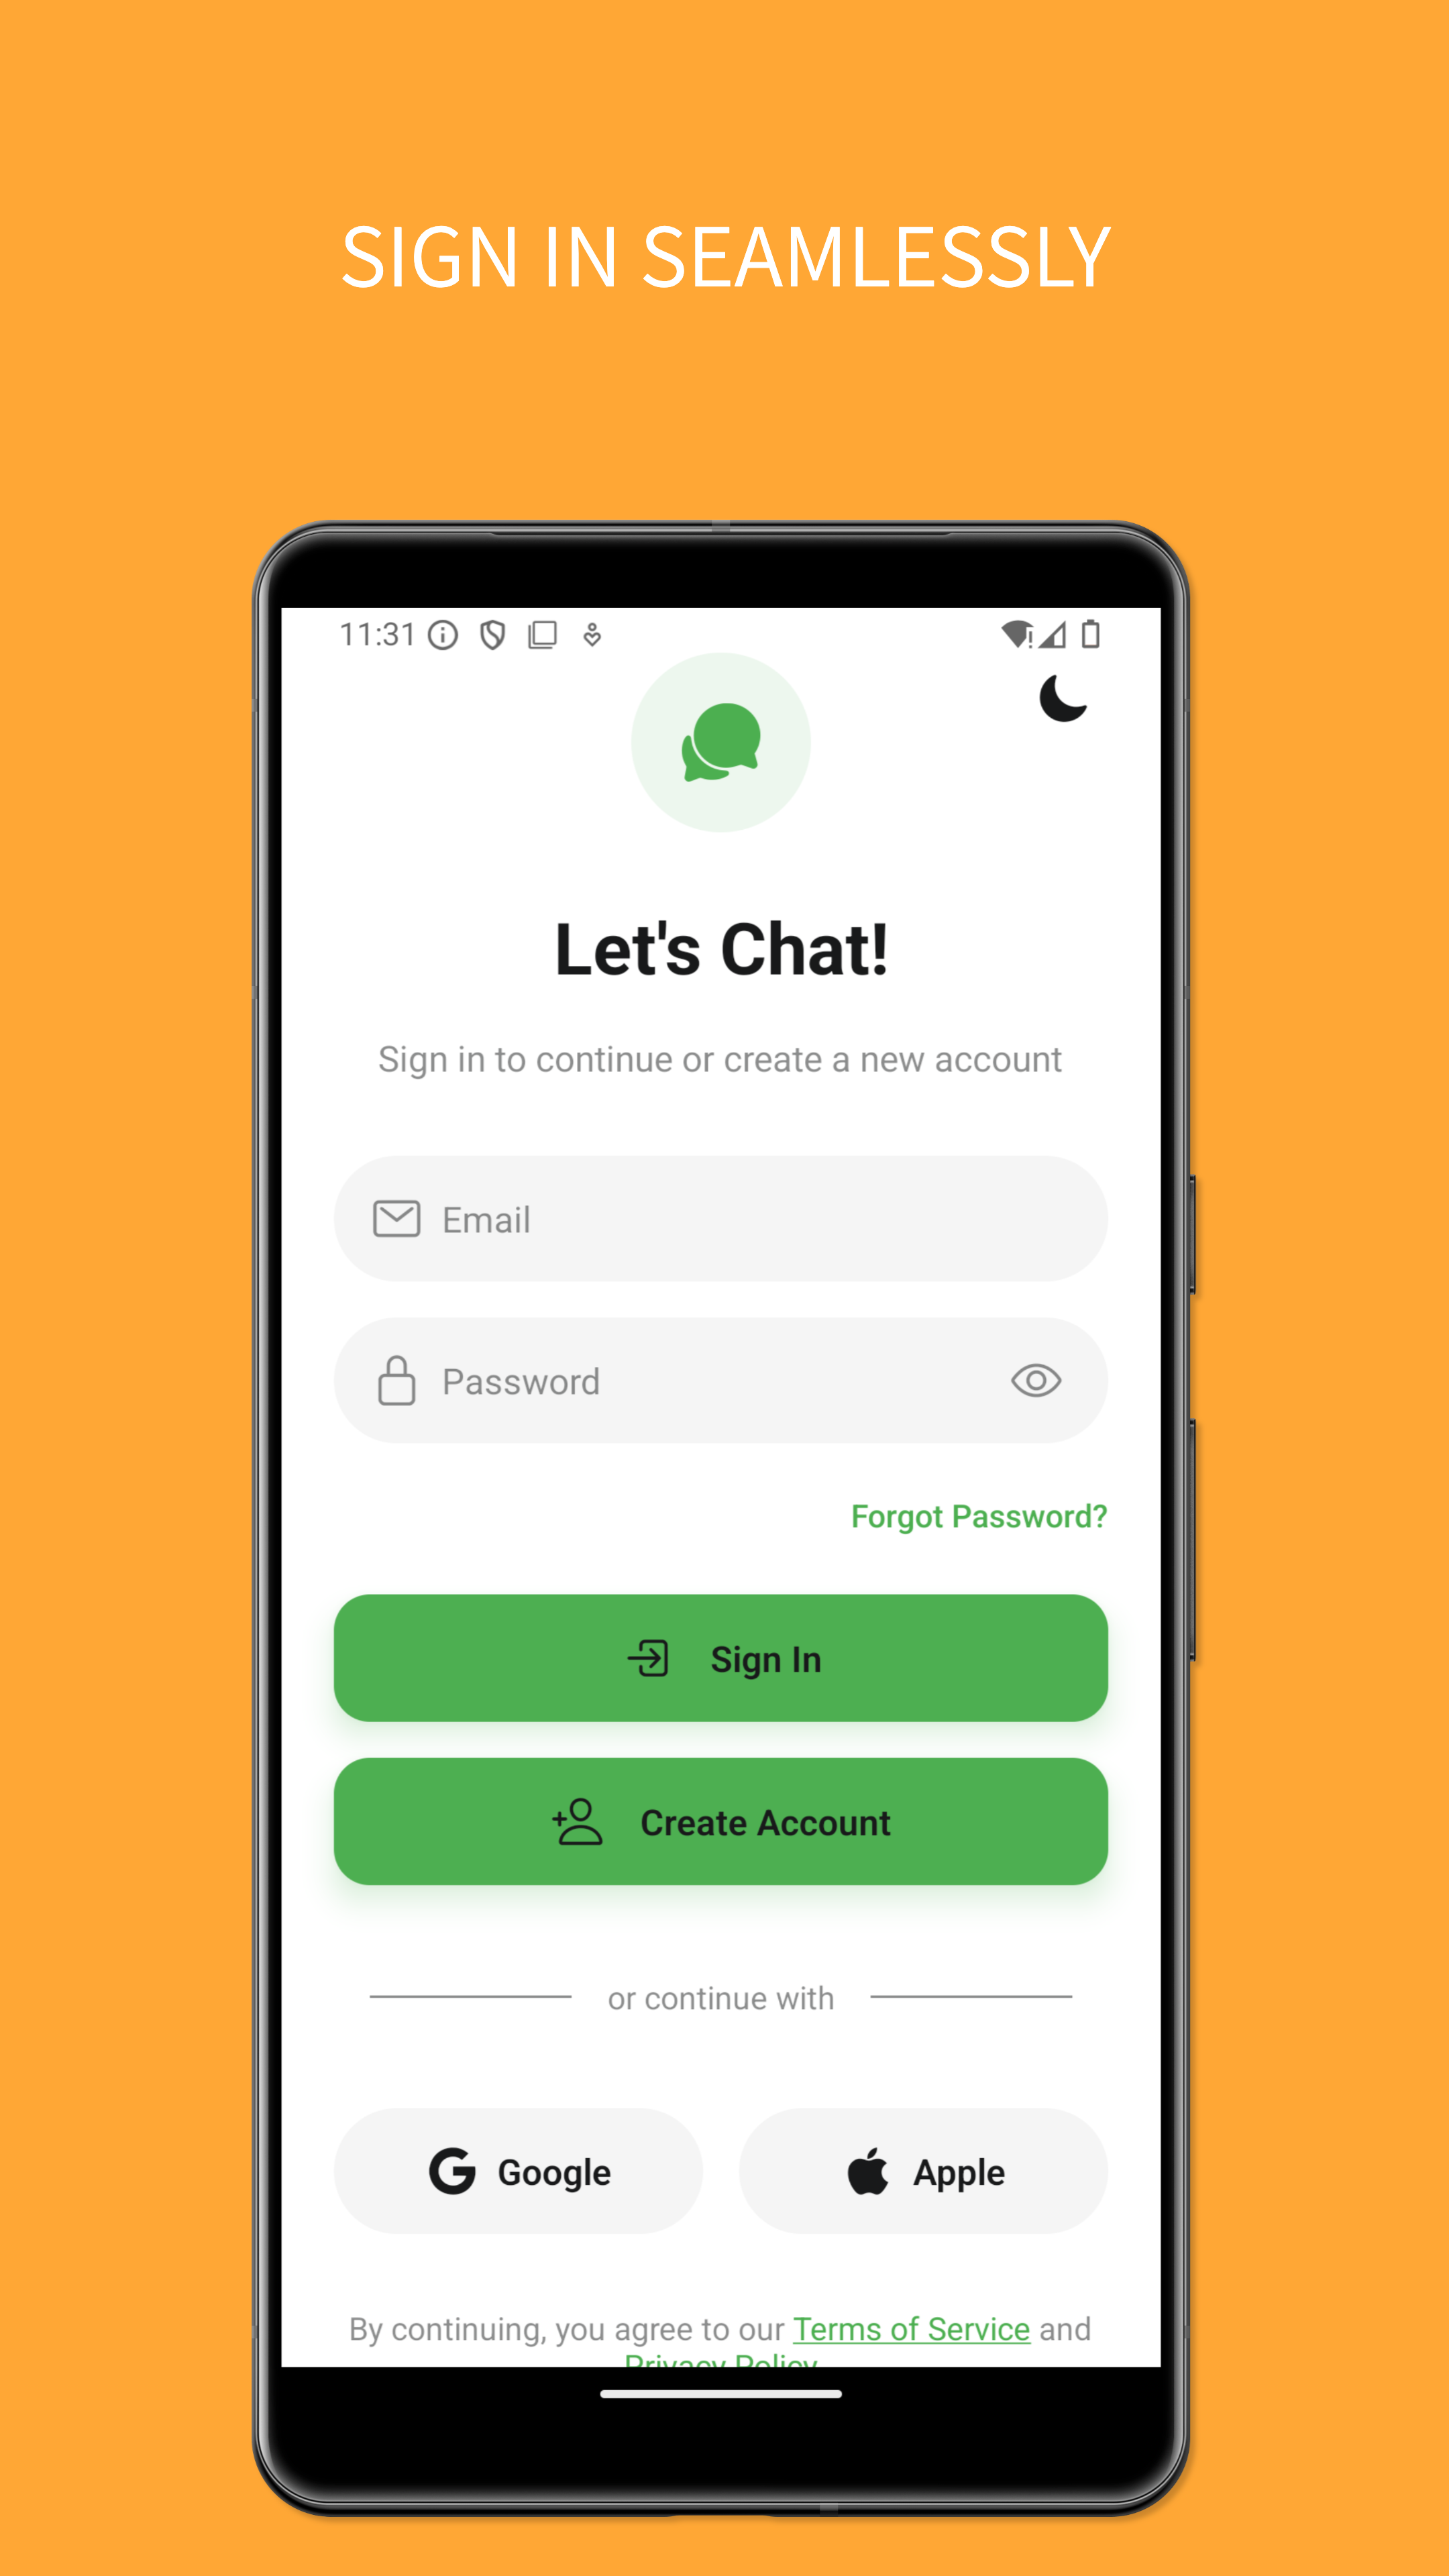 SIGN IN SEAMLESSLY
11:31
Let's Chat!
Sign in to continue or create a new account
Email
Password
Forgot Password?
Sign In
Create Account
or continue with
Google
Apple
By continuing, you agree to our Terms of Service and
Privacy Policy